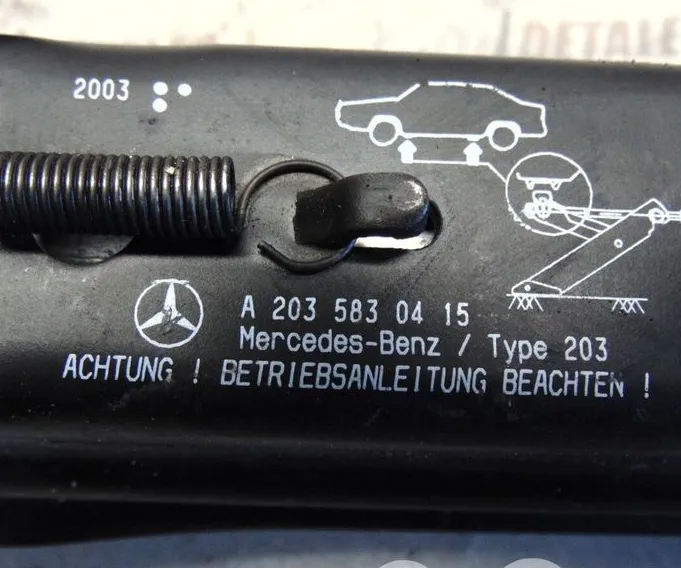 2003
A 203 583 04 15
Mercedes-Benz / Type 203
ACHTUNG ! BETRIEBSANLEITUNG BEACHTEN !